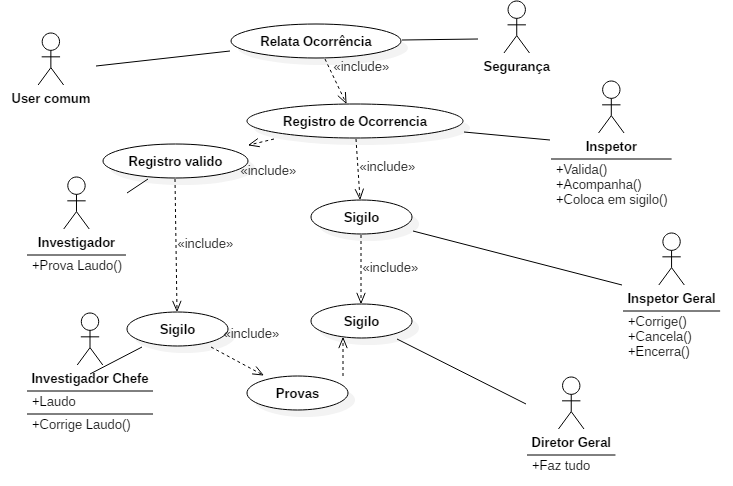 Relata Ocorrência
«include»
Segurança
User comum
Registro de Ocorrencia
Inspetor
+Valida()
+Acompanha()
+Coloca em sigilo()
Registro valido
«include»
«include»
Investigador
+Prova Laudo()
Sigilo
«include»
«include»
Inspetor Geral
+Corrige()
+Cancela()
+Encerra()
Sigilo
«include»
Sigilo
Investigador Chefe
+Laudo
+Corrige Laudo()
Provas
Diretor Geral
+Faz tudo